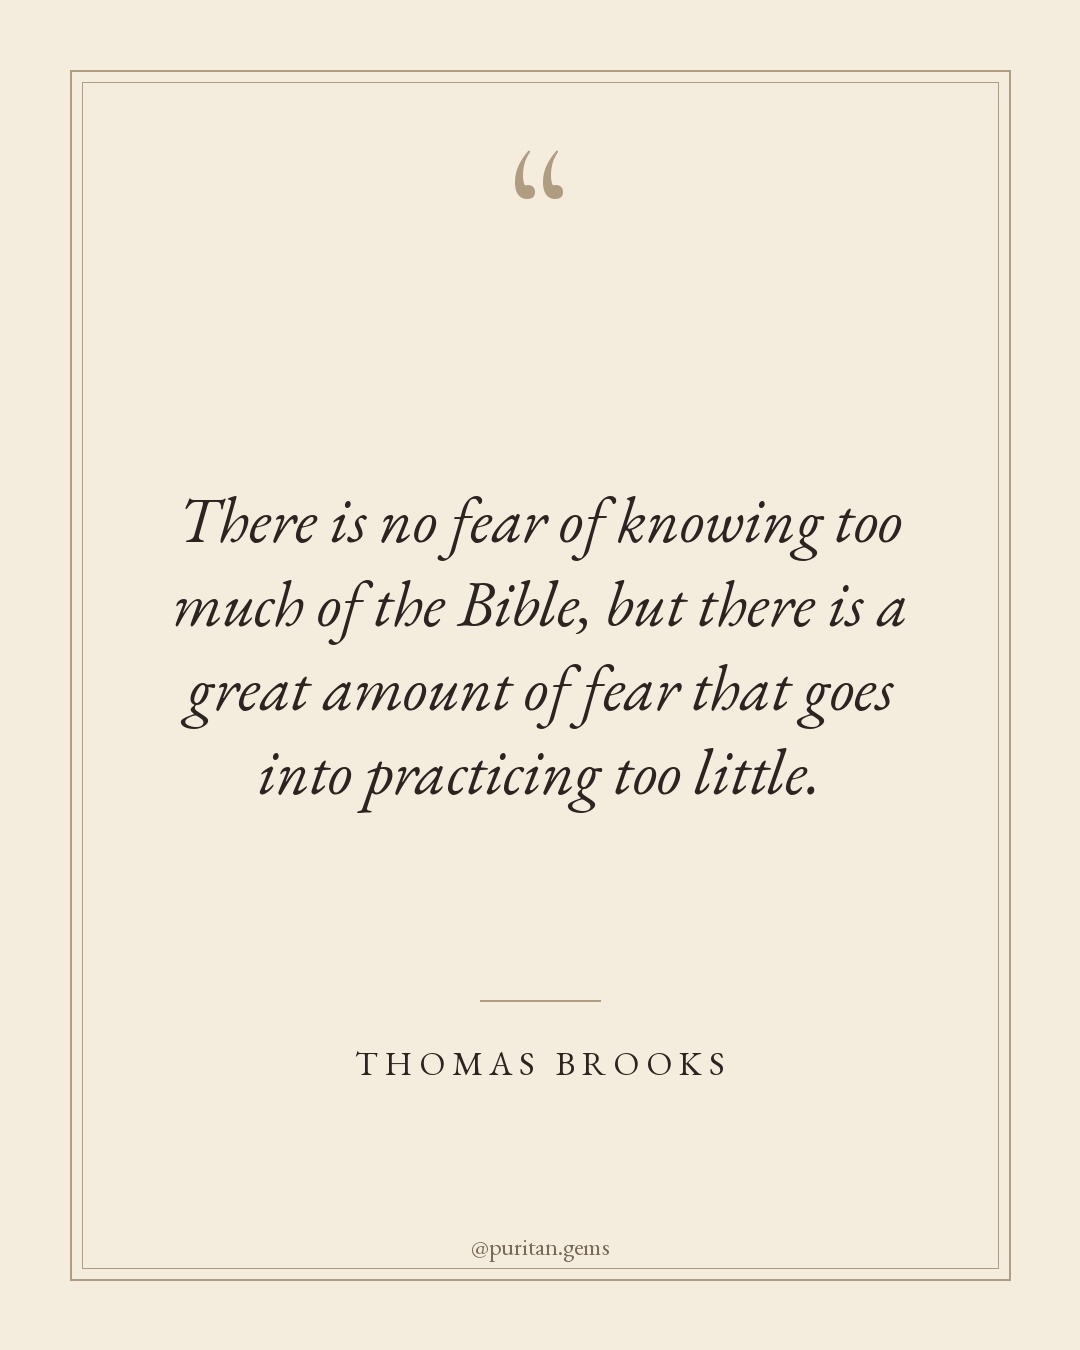 “
There is no fear of knowing too
much of the Bible, but there is a
great amount of fear that goes
into practicing too little.
THOMAS BROOKS
@puritan.gems